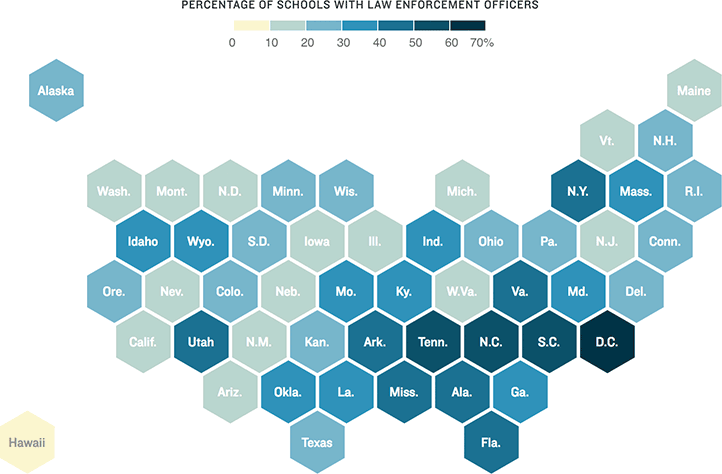 PERCENTAGE OF SCHOOLS WITH LAW ENFORCEMENT OFFICERS
0 10 20 30 40 50 60 70%
Alaska Maine
Vt. N.H.
Wash. Mont. N.D. Minn. Wis. Mich. N.Y. Mass. R.I.
Idaho Wyo. S.D. Iowa Ill. Ind. Ohio Pa. N.J. Conn.
Ore. Nev. Colo. Neb. Mo. Ky. W.Va. Va. Md. Del.
Calif. Utah N.M. Kan. Ark. Tenn. N.C. S.C. D.C.
Ariz. Okla. La. Miss. Ala. Ga.
Hawaii Texas Fla.